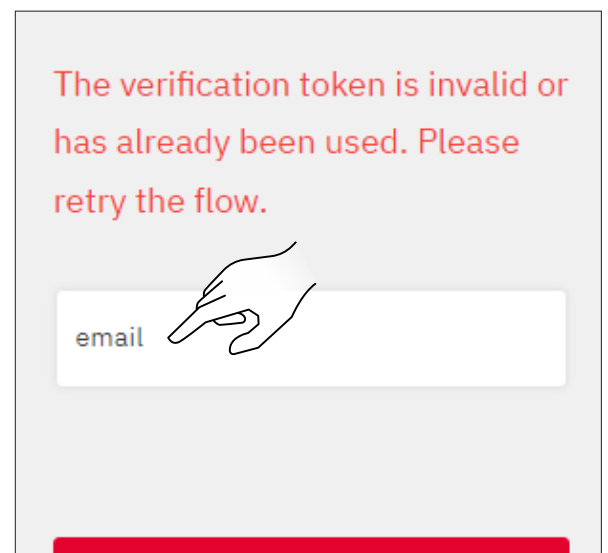 The verification token is invalid or
has already been used. Please
retry the flow.
email